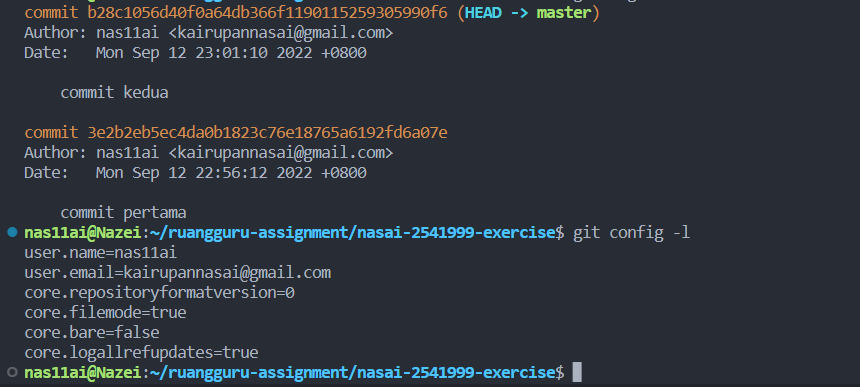 commit b28c1056d40f0a64db366f1190115259305990f6 (HEAD -> master)
Author: nas11ai <kairupannasai@gmail.com>
Date:   Mon Sep 12 23:01:10 2022 +0800
    commit kedua
commit 3e2b2eb5ec4da0b1823c76e18765a6192fd6a07e
Author: nas11ai <kairupannasai@gmail.com>
Date:   Mon Sep 12 22:56:12 2022 +0800
    commit pertama
nas11ai@Nazei:~/ruangguru-assignment/nasai-2541999-exercise$ git config -l
user.name=nas11ai
user.email=kairupannasai@gmail.com
core.repositoryformatversion=0
core.filemode=true
core.bare=false
core.logallrefupdates=true
nas11ai@Nazei:~/ruangguru-assignment/nasai-2541999-exercise$